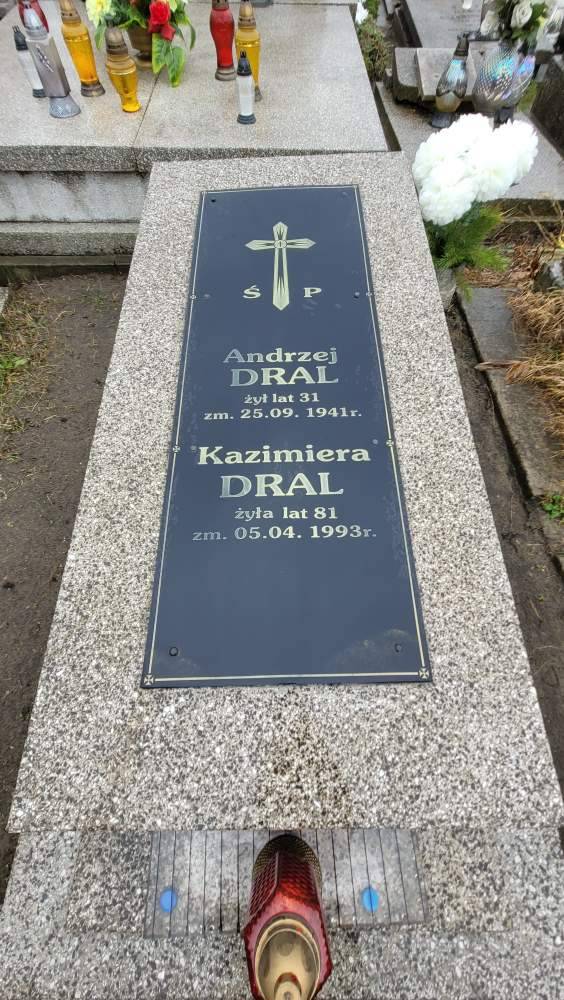 Ś P
Andrzej
DRAL
żył lat 31
zm. 25.09. 1941r.
Kazimiera
DRAL
żyła lat 81
zm. 05.04. 1993r.